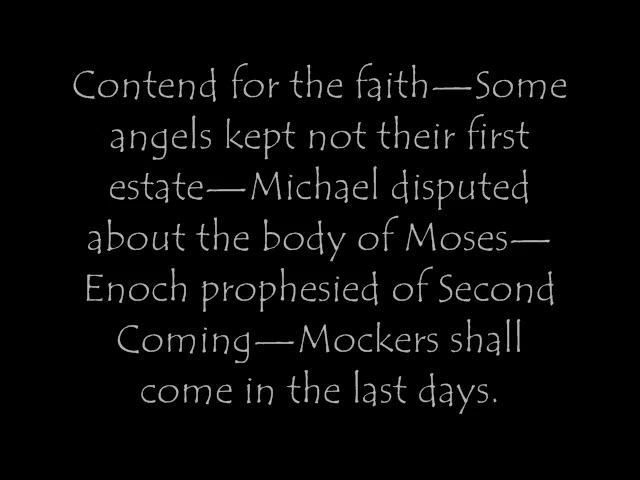 Contend for the faith—Some
angels kept not their first
estate—Michael disputed
about the body of Moses—
Enoch prophesied of Second
Coming—Mockers shall
come in the last days.